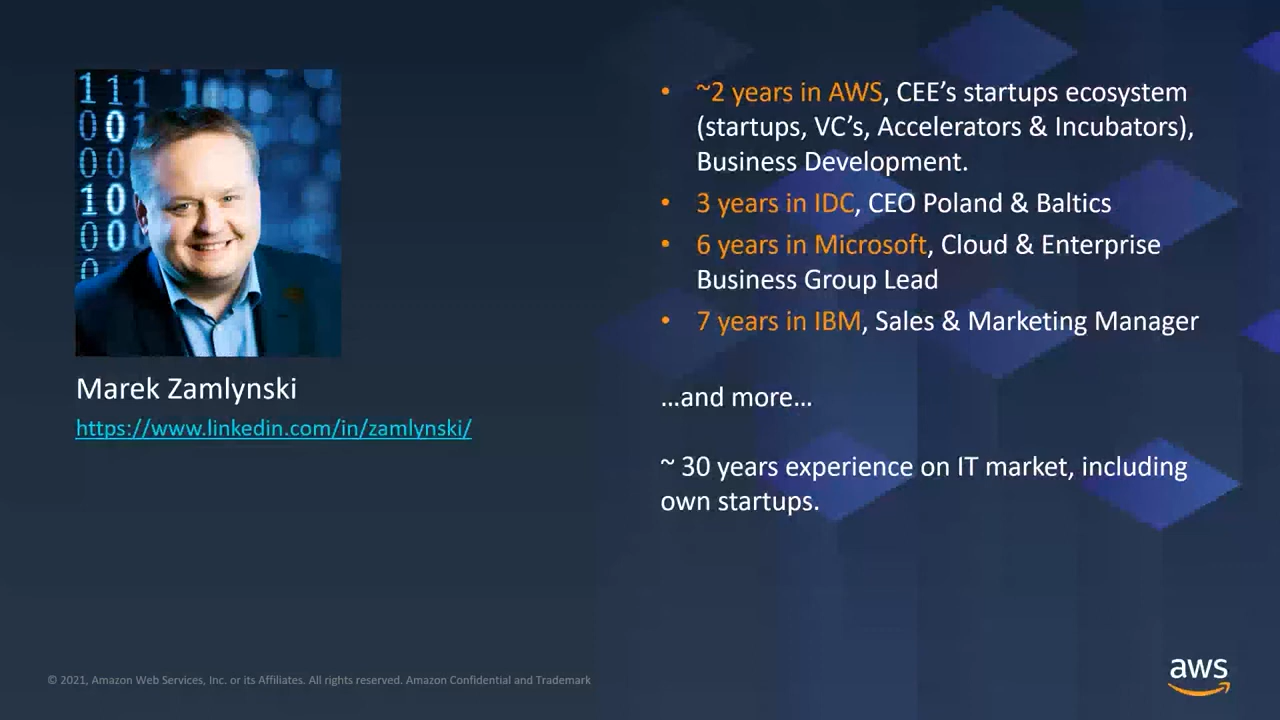 Marek Zamlynski
https://www.linkedin.com/in/zamlynski/
• ~2 years in AWS, CEE’s startups ecosystem
(startups, VC’s, Accelerators & Incubators),
Business Development.
• 3 years in IDC, CEO Poland & Baltics
• 6 years in Microsoft, Cloud & Enterprise
Business Group Lead
• 7 years in IBM, Sales & Marketing Manager
…and more…
~ 30 years experience on IT market, including
own startups.
© 2021, Amazon Web Services, Inc. or its Affiliates. All rights reserved. Amazon Confidential and Trademark
aws